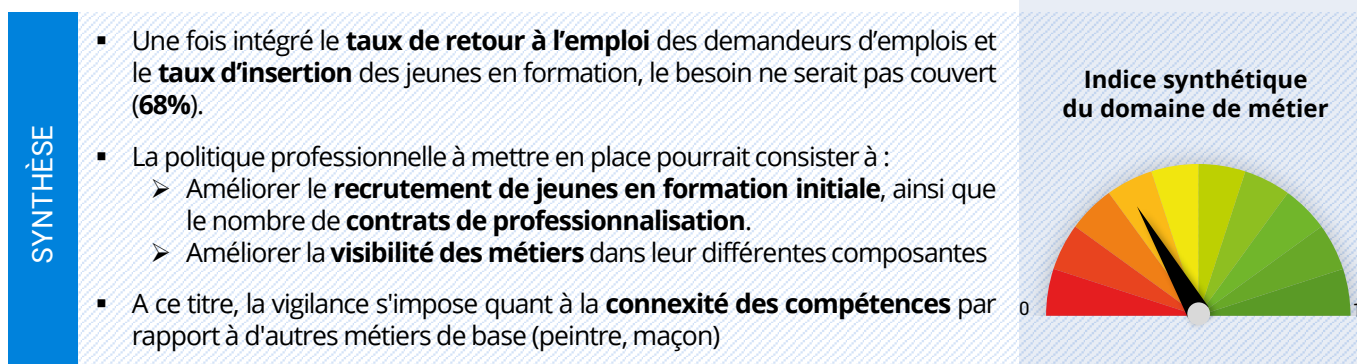 SYNTHÈSE
▪ Une fois intégré le taux de retour à l'emploi des demandeurs d'emplois et
le taux d'insertion des jeunes en formation, le besoin ne serait pas couvert
(68%).
▪ La politique professionnelle à mettre en place pourrait consister à :
➢ Améliorer le recrutement de jeunes en formation initiale, ainsi que
le nombre de contrats de professionnalisation.
➢ Améliorer la visibilité des métiers dans leur différentes composantes
▪ A ce titre, la vigilance s'impose quant à la connexité des compétences par
rapport à d'autres métiers de base (peintre, maçon)
Indice synthétique
du domaine de métier
0